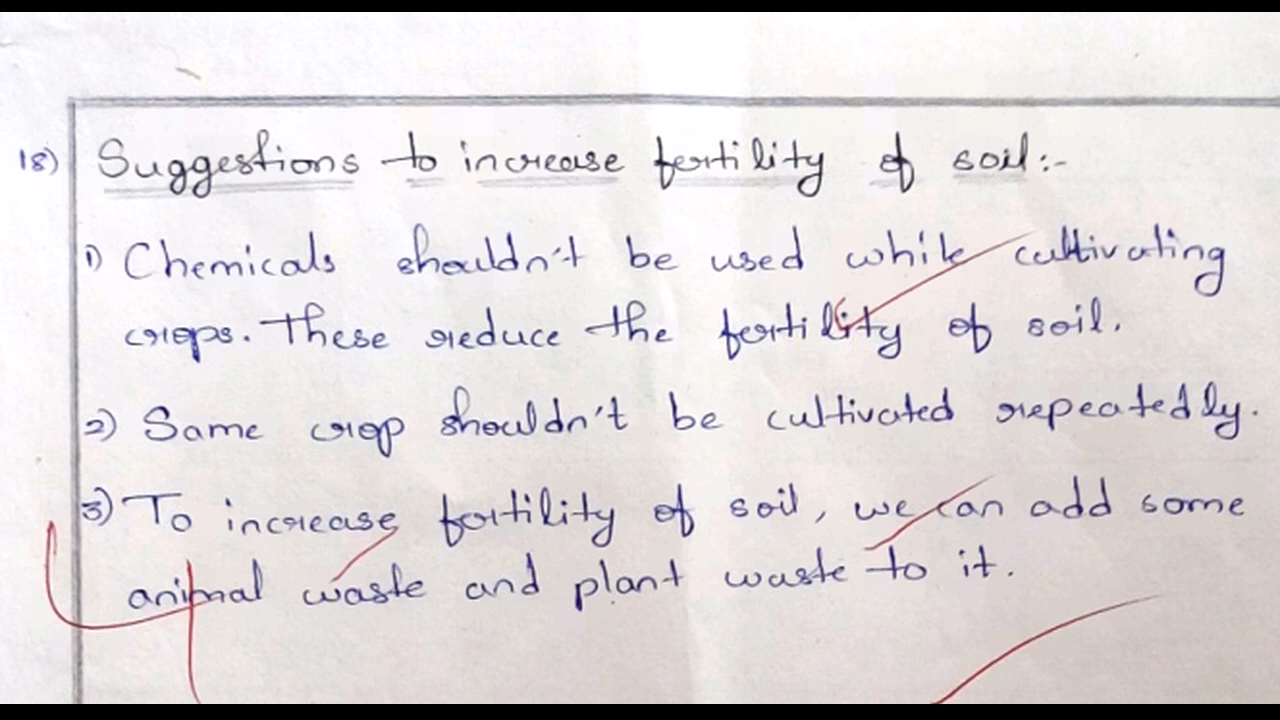 18) Suggestions to increase fertility of soil:-
1) Chemicals shouldn't be used while cultivating
crops. These reduce the fertility of soil.
2) Same crop shouldn't be cultivated repeatedly.
3) To increase fertility of soil, we can add some
animal waste and plant waste to it.